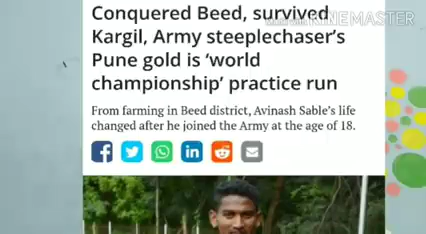 Conquered Beed, survived
Kargil, Army steeplechaser's
Pune gold is 'world
championship' practice run
From farming in Beed district, Avinash Sable's life
changed after he joined the Army at the age of 18.
KINEMASTER